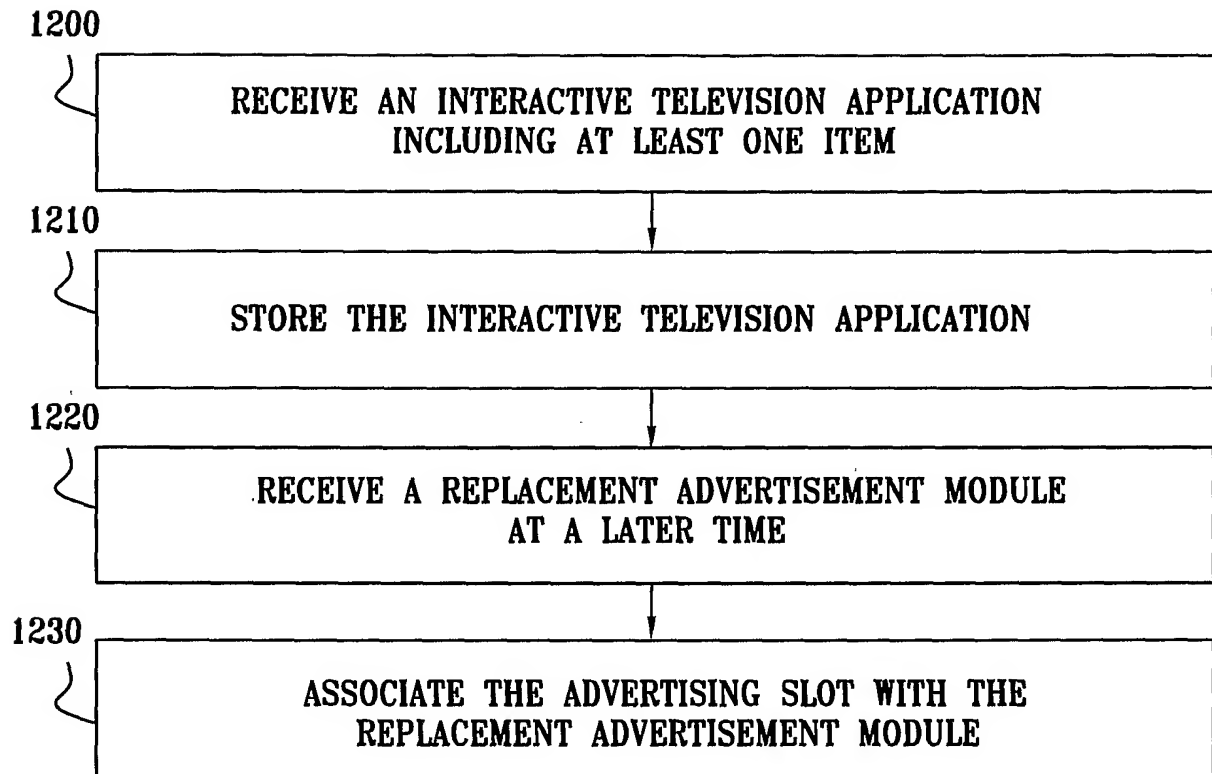 1200
RECEIVE AN INTERACTIVE TELEVISION APPLICATION
INCLUDING AT LEAST ONE ITEM
1210
STORE THE INTERACTIVE TELEVISION APPLICATION
1220
RECEIVE A REPLACEMENT ADVERTISEMENT MODULE
AT A LATER TIME
1230
ASSOCIATE THE ADVERTISING SLOT WITH THE
REPLACEMENT ADVERTISEMENT MODULE